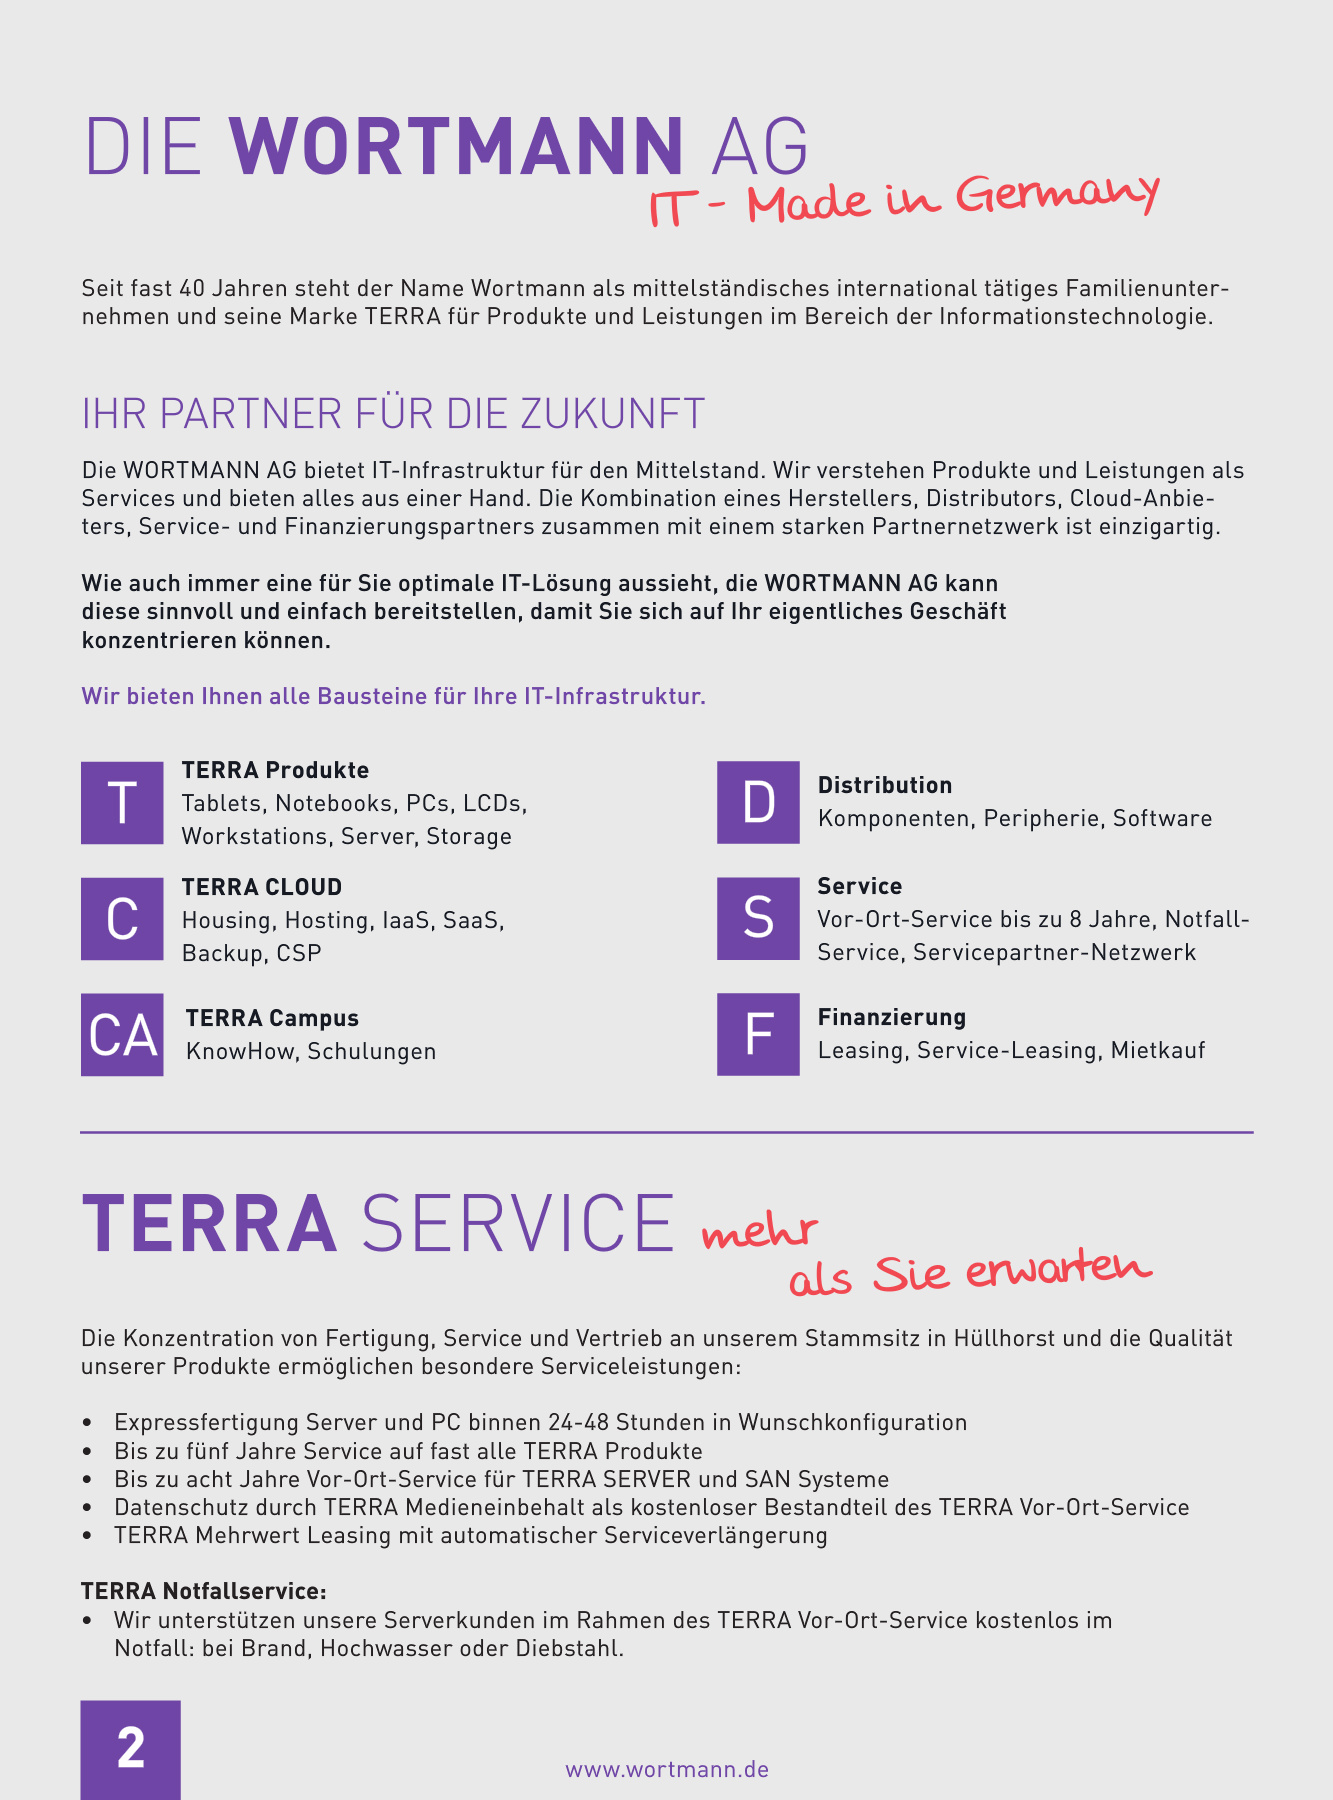 DIE WORTMANN AG
IT - Made in Germany
Seit fast 40 Jahren steht der Name Wortmann als mittelständisches international tätiges Familienunter-
nehmen und seine Marke TERRA für Produkte und Leistungen im Bereich der Informationstechnologie.
IHR PARTNER FÜR DIE ZUKUNFT
Die WORTMANN AG bietet IT-Infrastruktur für den Mittelstand. Wir verstehen Produkte und Leistungen als
Services und bieten alles aus einer Hand. Die Kombination eines Herstellers, Distributors, Cloud-Anbie-
ters, Service- und Finanzierungspartners zusammen mit einem starken Partnernetzwerk ist einzigartig.
Wie auch immer eine für Sie optimale IT-Lösung aussieht, die WORTMANN AG kann
diese sinnvoll und einfach bereitstellen, damit Sie sich auf Ihr eigentliches Geschäft
konzentrieren können.
Wir bieten Ihnen alle Bausteine für Ihre IT-Infrastruktur.
T
TERRA Produkte
Tablets, Notebooks, PCs, LCDs,
Workstations, Server, Storage
C
TERRA CLOUD
Housing, Hosting, IaaS, SaaS,
Backup, CSP
CA
TERRA Campus
KnowHow, Schulungen
D
Distribution
Komponenten, Peripherie, Software
S
Service
Vor-Ort-Service bis zu 8 Jahre, Notfall-
Service, Servicepartner-Netzwerk
F
Finanzierung
Leasing, Service-Leasing, Mietkauf
TERRA SERVICE
mehr
als Sie erwarten
Die Konzentration von Fertigung, Service und Vertrieb an unserem Stammsitz in Hüllhorst und die Qualität
unserer Produkte ermöglichen besondere Serviceleistungen:
• Expressfertigung Server und PC binnen 24-48 Stunden in Wunschkonfiguration
• Bis zu fünf Jahre Service auf fast alle TERRA Produkte
• Bis zu acht Jahre Vor-Ort-Service für TERRA SERVER und SAN Systeme
• Datenschutz durch TERRA Medieneinbehalt als kostenloser Bestandteil des TERRA Vor-Ort-Service
• TERRA Mehrwert Leasing mit automatischer Serviceverlängerung
TERRA Notfallservice:
• Wir unterstützen unsere Serverkunden im Rahmen des TERRA Vor-Ort-Service kostenlos im
Notfall: bei Brand, Hochwasser oder Diebstahl.
2
www.wortmann.de